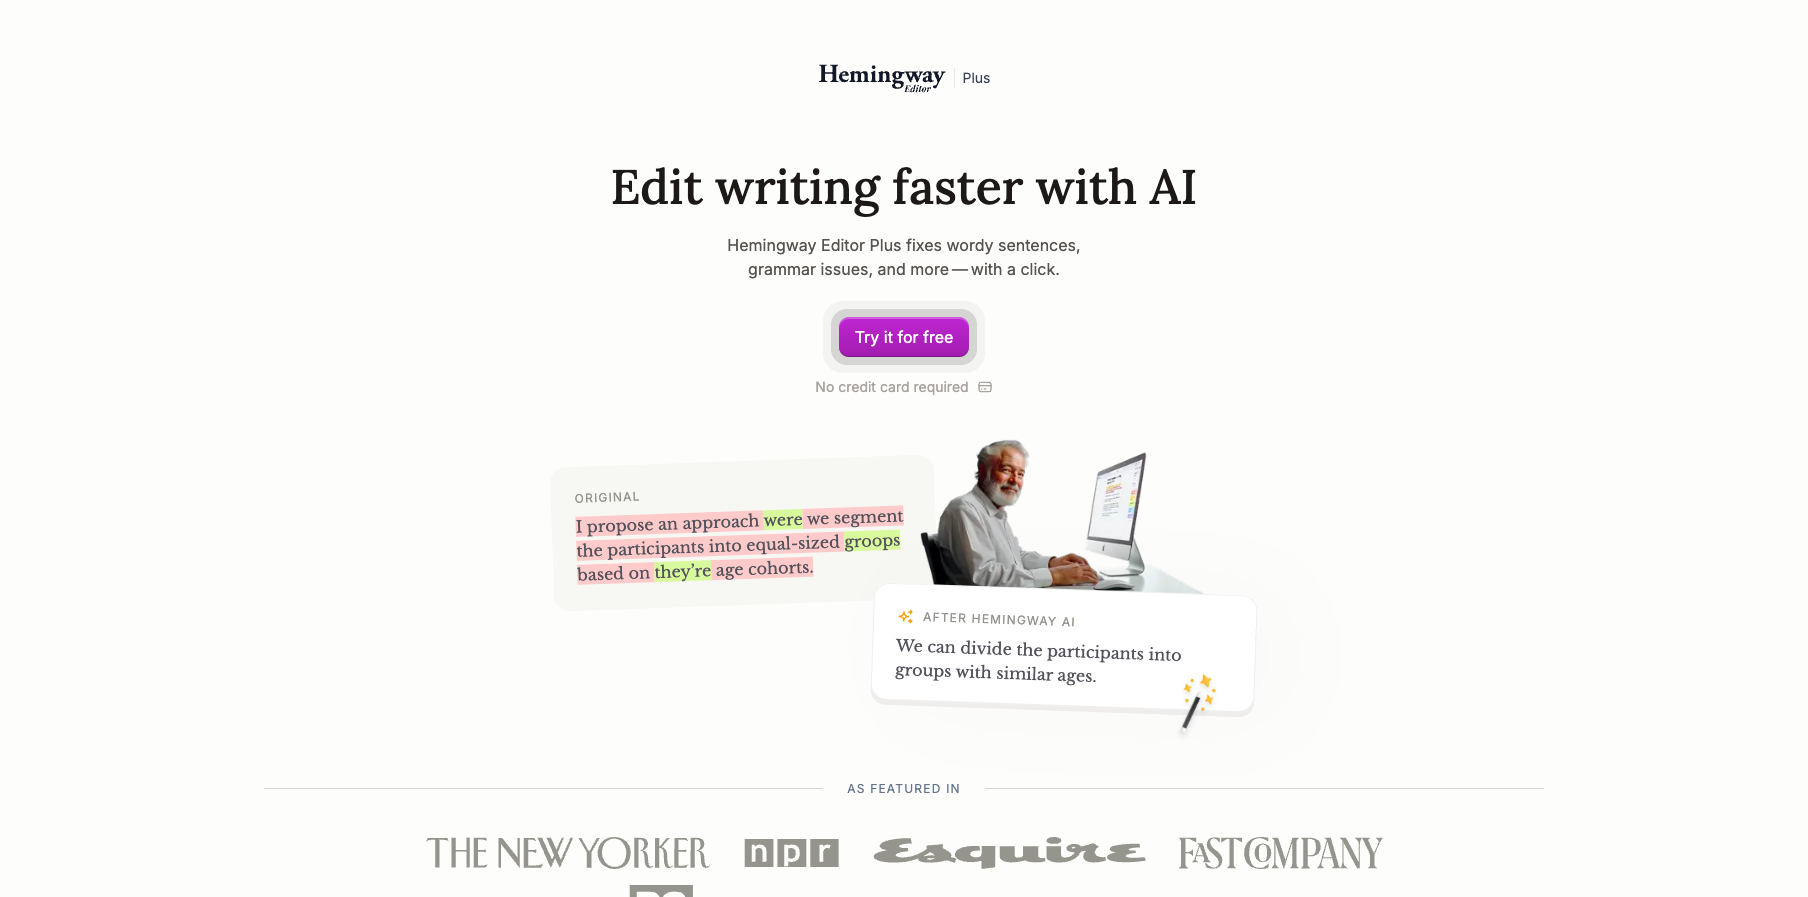 Hemingway
Editor
Plus
Edit writing faster with AI
Hemingway Editor Plus fixes wordy sentences,
grammar issues, and more — with a click.
Try it for free
No credit card required
ORIGINAL
I propose an approach were we segment
the participants into equal-sized groops
based on they’re age cohorts.
AFTER HEMINGWAY AI
We can divide the participants into
groups with similar ages.
AS FEATURED IN
THE NEW YORKER
npr
Esquire
FAST COMPANY